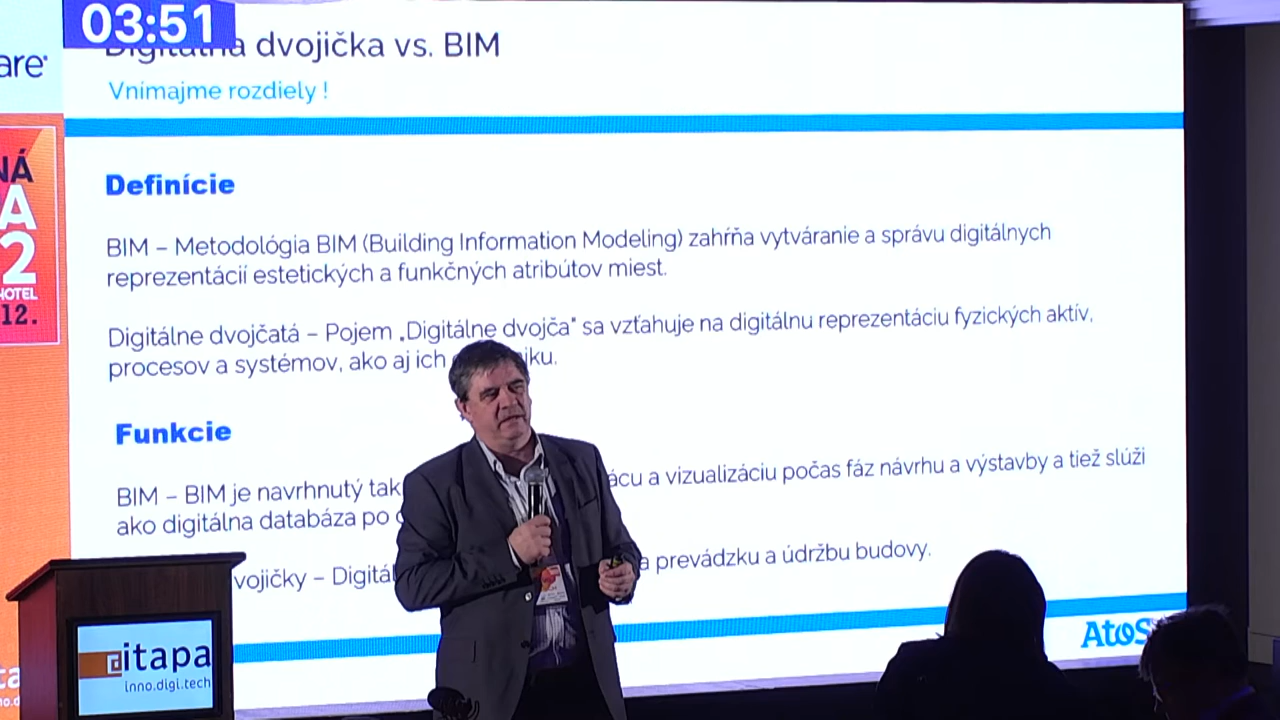 03:51
dvojička vs. BIM
Vnímajme rozdiely !
Definície
BIM – Metodológia BIM (Building Information Modeling) zahŕňa vytváranie a správu digitálnych
reprezentácií estetických a funkčných atribútov miest.
Digitálne dvojčatá – Pojem „Digitálne dvojča" sa vzťahuje na digitálnu reprezentáciu fyzických aktív,
procesov a systémov, ako aj ich
Funkcie
BIM – BIM je navrhnutý tak
a vizualizáciu počas fáz návrhu a výstavby a tiež slúži
ako digitálna databáza po
vojičky – Digitál
a prevádzku a údržbu budovy.
AtoS
are
NÁ
A
2
HOTEL
12.
itapa
inno.digi.tech